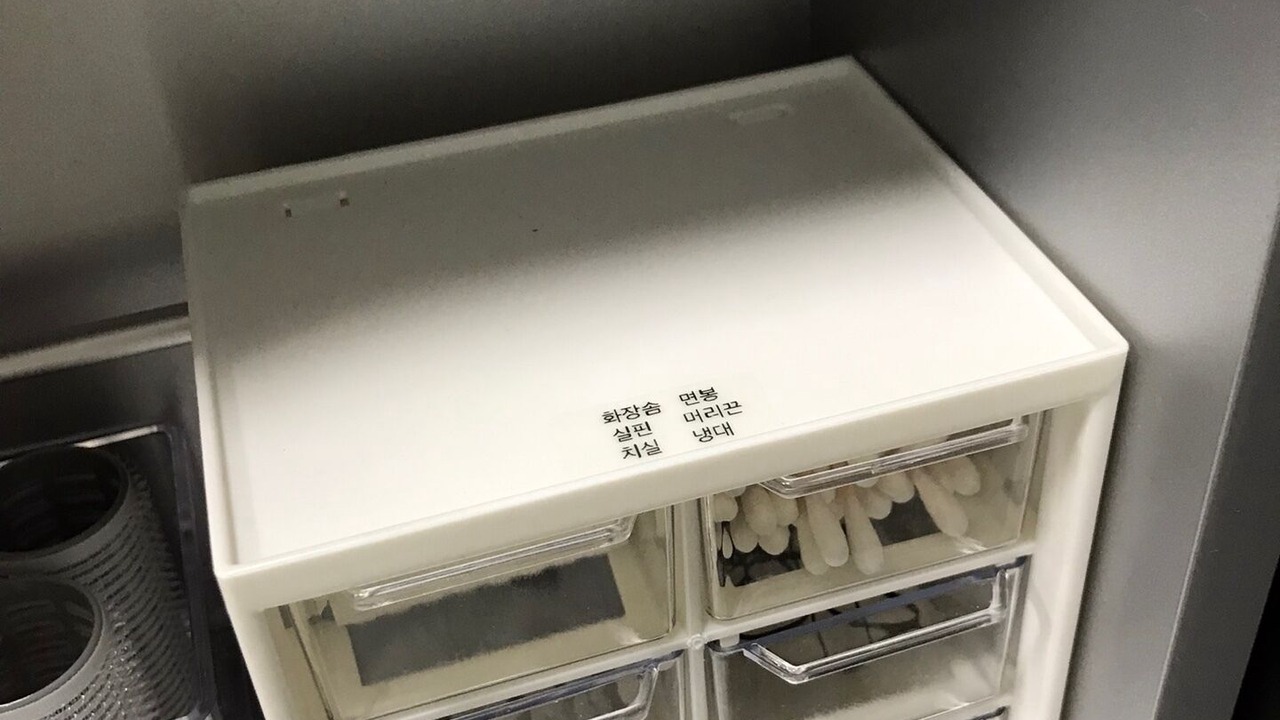 화장솜 면봉
실핀 머리끈
치실 냉대